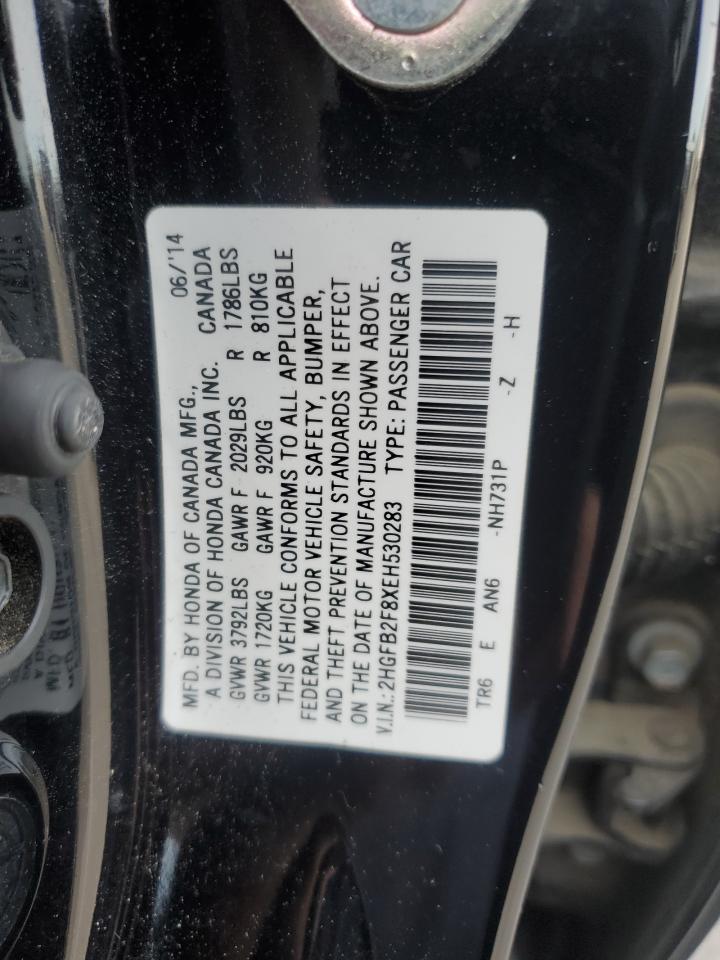 MFD. BY HONDA OF CANADA MFG., 06/'14
A DIVISION OF HONDA CANADA INC. CANADA
GVWR 3792LBS GAWR F 2029LBS R 1786LBS
GVWR 1720KG GAWR F 920KG R 810KG
THIS VEHICLE CONFORMS TO ALL APPLICABLE
FEDERAL MOTOR VEHICLE SAFETY, BUMPER,
AND THEFT PREVENTION STANDARDS IN EFFECT
ON THE DATE OF MANUFACTURE SHOWN ABOVE.
V.I.N.: 2HGFB2F8XEH530283 TYPE: PASSENGER CAR
TR6 E AN6 -NH731P -Z -H